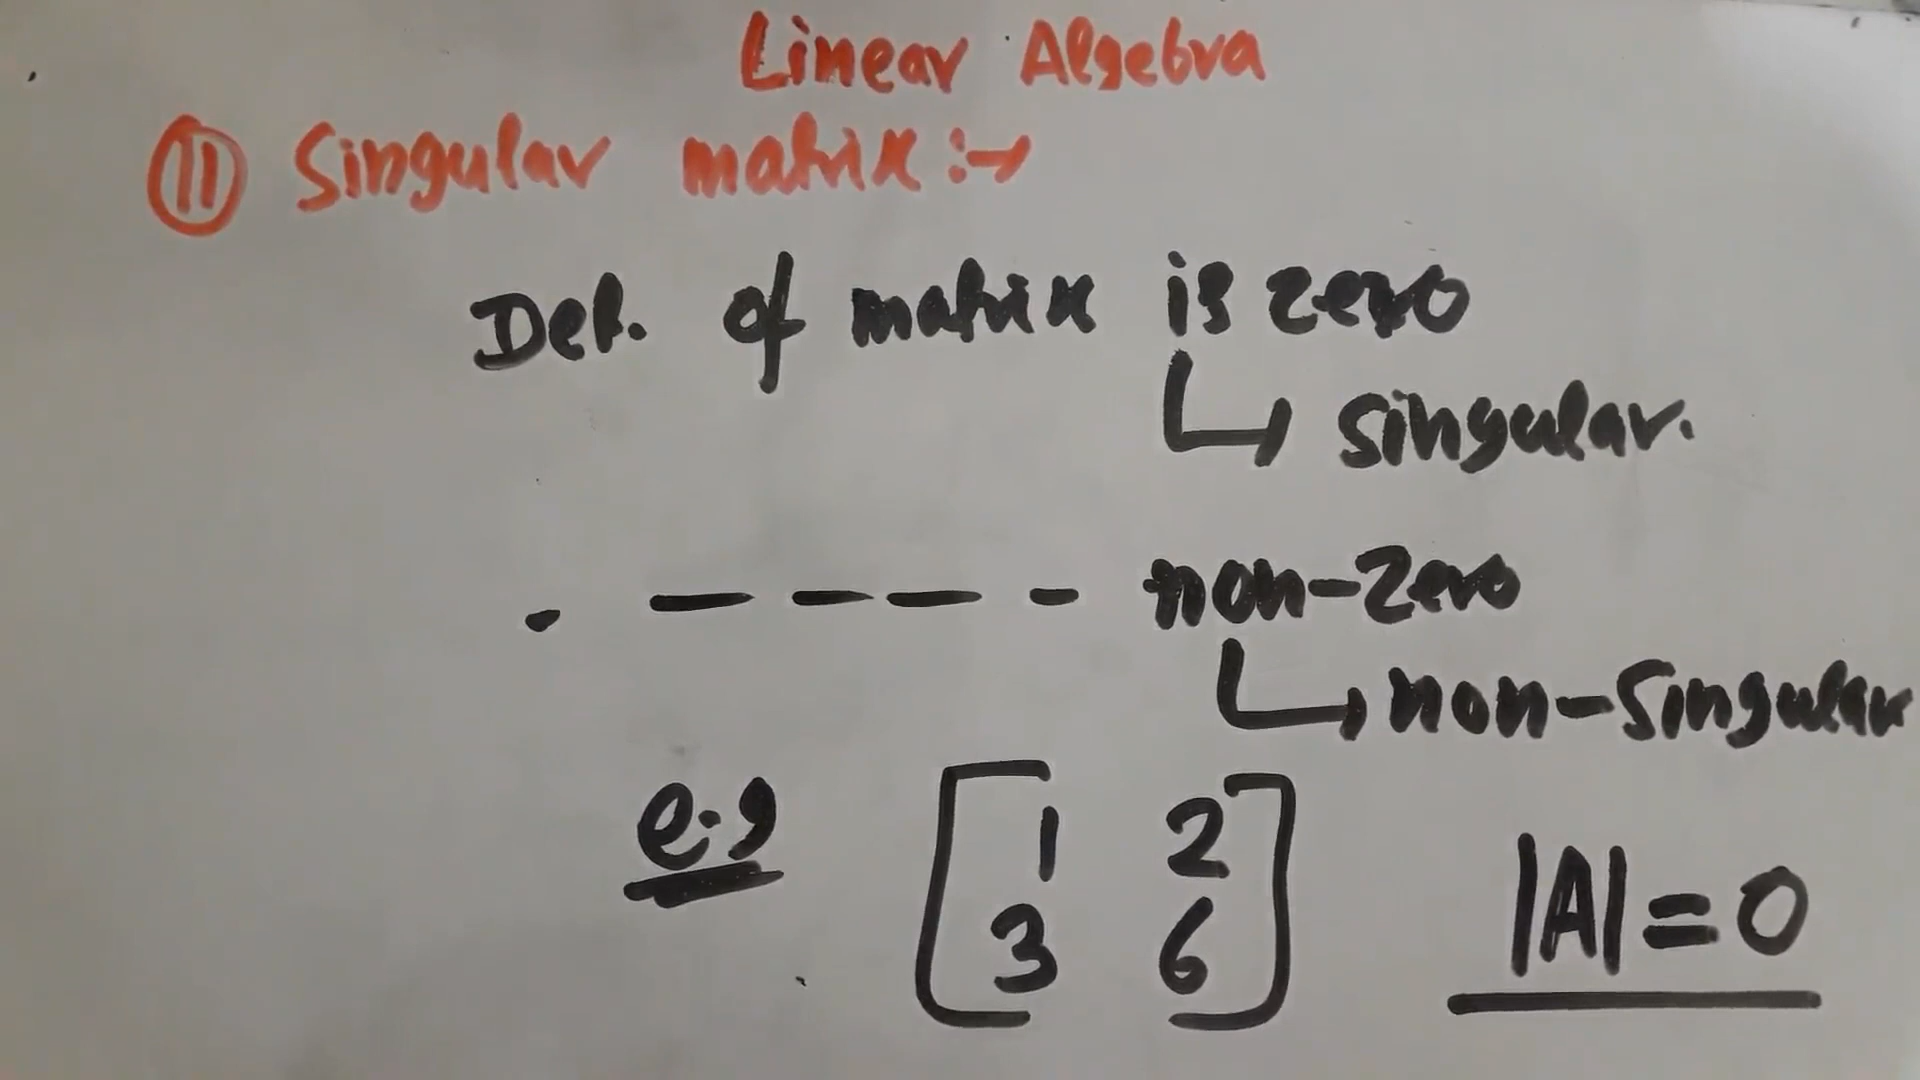 Linear Algebra
11 Singular matrix :→
Det. of matrix is zero
↳ singular.
. — — — - non-zero
↳ non-singular
e.g [1 2
3 6] |A| = 0